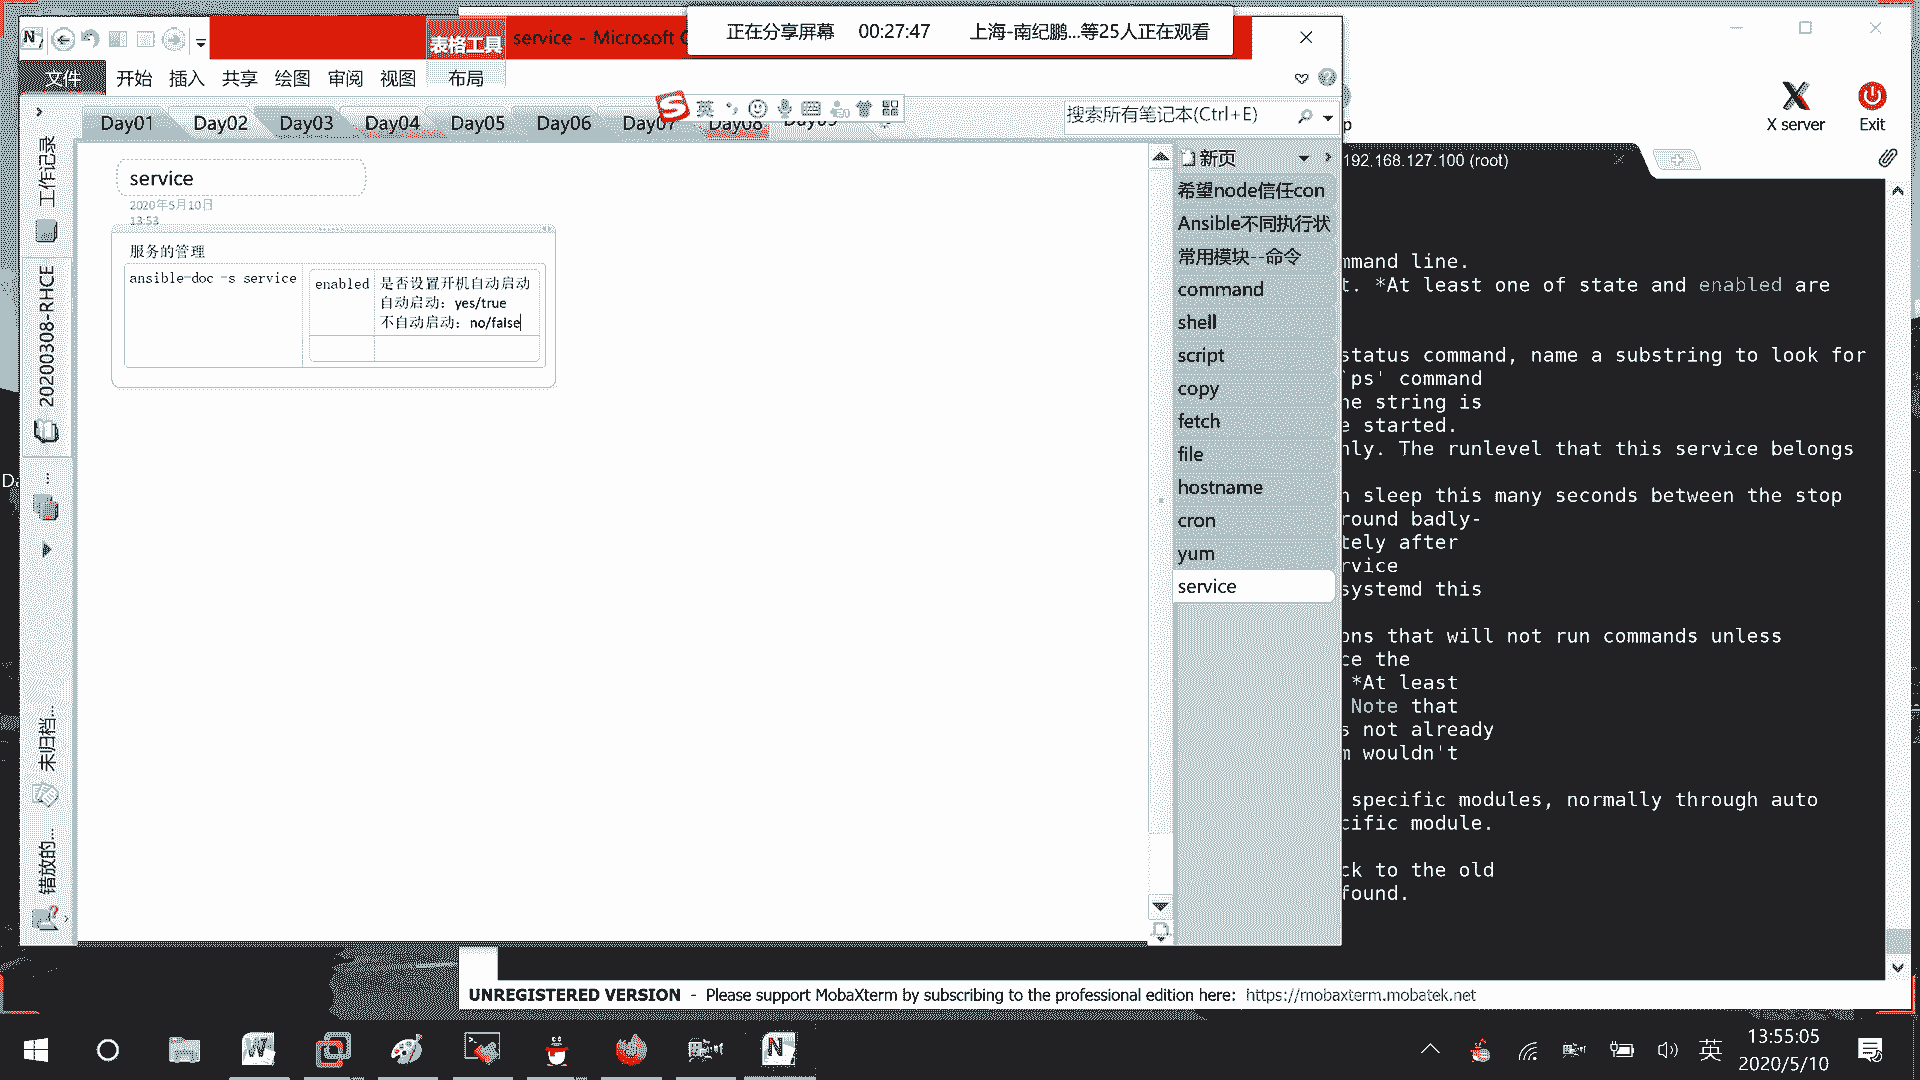 正在分享屏幕 00:27:47 上海-南纪鹏...等25人正在观看
表格工具 service - Microsoft
文件 开始 插入 共享 绘图 审阅 视图 布局
英
X server Exit
Day01 Day02 Day03 Day04 Day05 Day06 Day07 Day08 Day09
搜索所有笔记本(Ctrl+E)
工作记录
20200308-RHCE
未归档...
错放的...
service
2020年5月10日
13:53
服务的管理
ansible-doc -s service
enabled 是否设置开机自动启动
自动启动：yes/true
不自动启动：no/false
新页
希望node信任con
Ansible不同执行状
常用模块--命令
command
shell
script
copy
fetch
file
hostname
cron
yum
service
192.168.127.100 (root)
mmand line.
t. *At least one of state and enabled are
status command, name a substring to look for
`ps' command
he string is
e started.
nly. The runlevel that this service belongs
n sleep this many seconds between the stop
round badly-
tely after
rvice
systemd this
ons that will not run commands unless
ce the
*At least
Note that
s not already
m wouldn't
specific modules, normally through auto
cific module.
ck to the old
found.
UNREGISTERED VERSION - Please support MobaXterm by subscribing to the professional edition here: https://mobaxterm.mobatek.net
英
13:55:05
2020/5/10